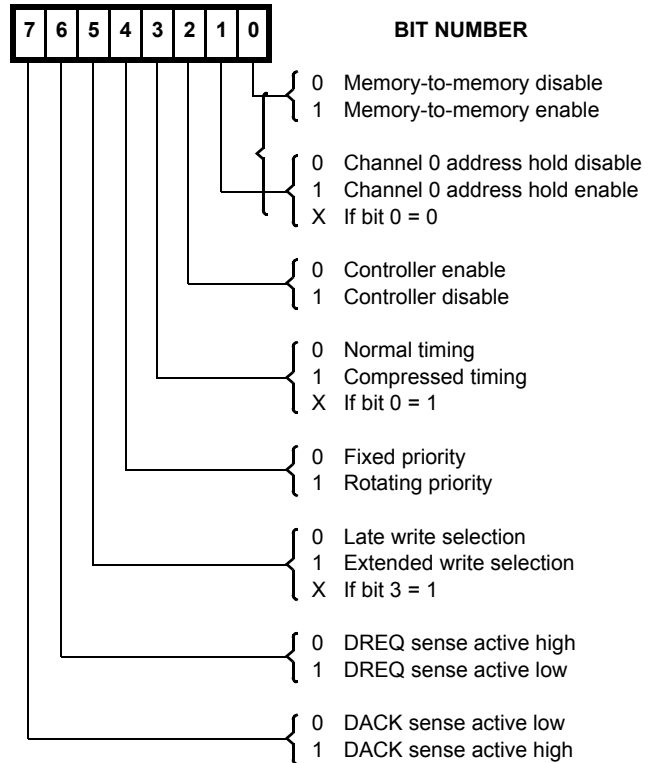 7 6 5 4 3 2 1 0 BIT NUMBER
0 Memory-to-memory disable
1 Memory-to-memory enable
0 Channel 0 address hold disable
1 Channel 0 address hold enable
X If bit 0 = 0
0 Controller enable
1 Controller disable
0 Normal timing
1 Compressed timing
X If bit 0 = 1
0 Fixed priority
1 Rotating priority
0 Late write selection
1 Extended write selection
X If bit 3 = 1
0 DREQ sense active high
1 DREQ sense active low
0 DACK sense active low
1 DACK sense active high